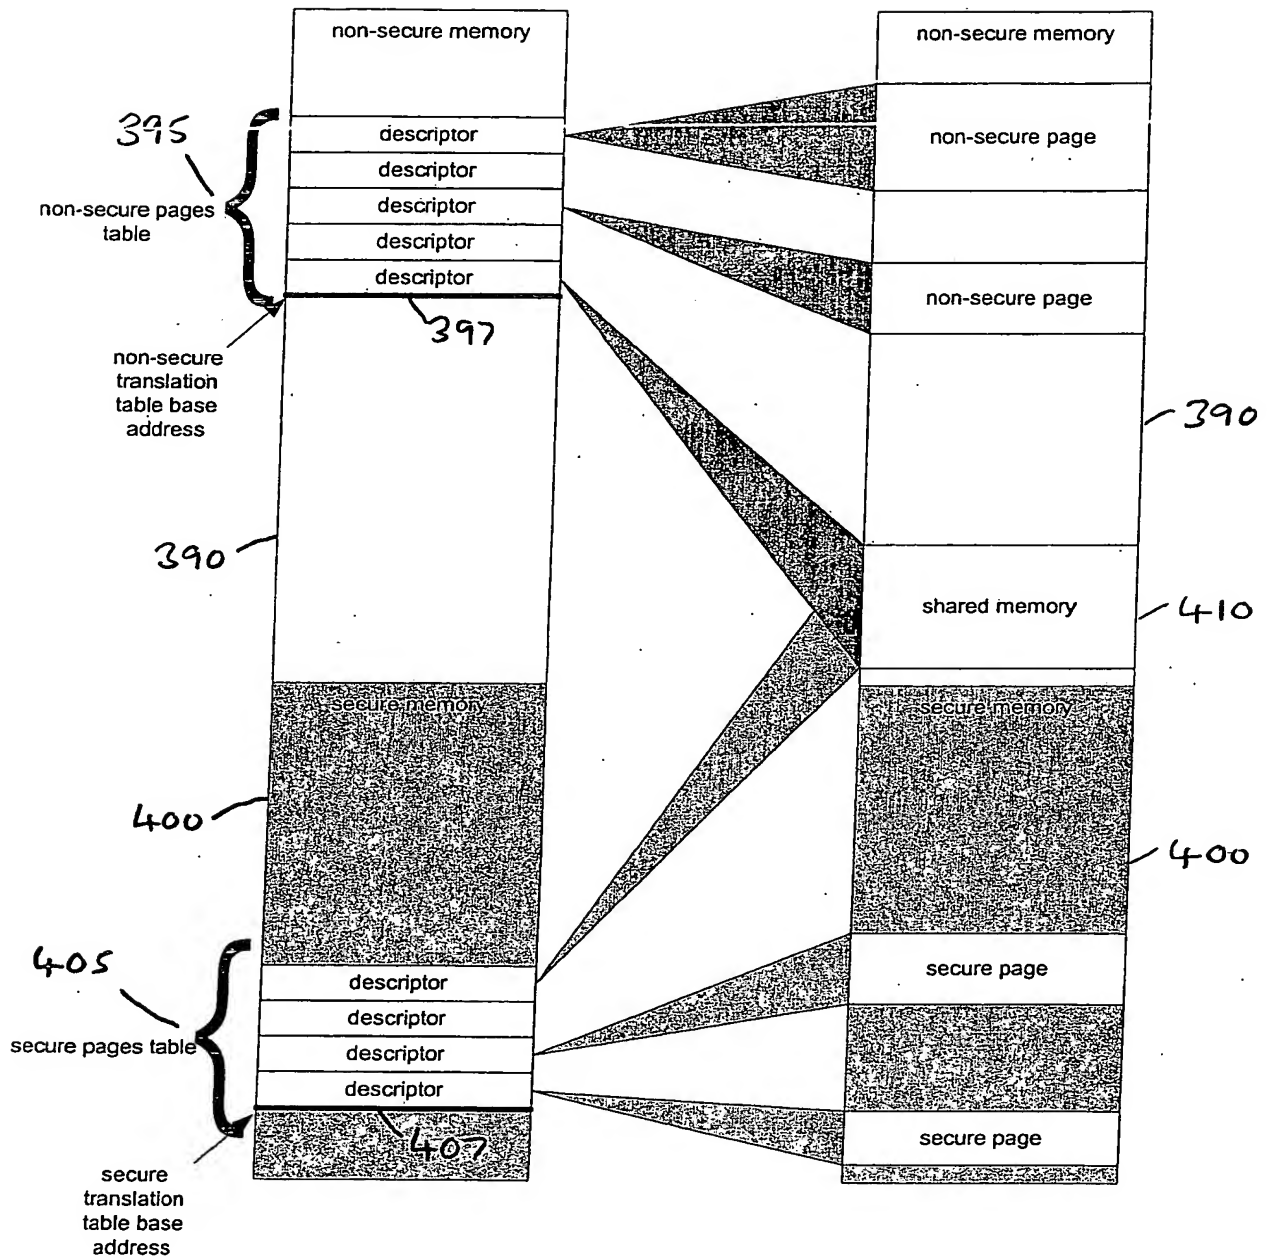 non-secure memory
non-secure memory
395
descriptor
non-secure page
descriptor
non-secure pages
table
descriptor
descriptor
descriptor
non-secure page
397
non-secure
translation
table base
address
390
390
shared memory
410
secure memory
secure memory
400
400
405
descriptor
secure page
descriptor
secure pages table
descriptor
descriptor
407
secure page
secure
translation
table base
address